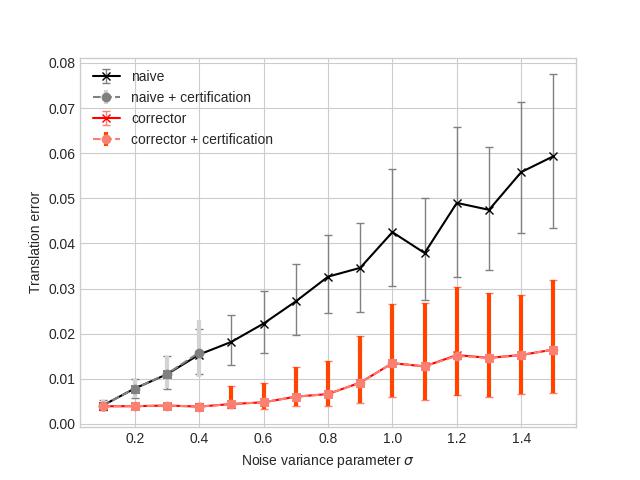 0.08
0.07
0.06
0.05
0.04
0.03
0.02
0.01
0.00
Translation error
naive
naive + certification
corrector
corrector + certification
0.2 0.4 0.6 0.8 1.0 1.2 1.4
Noise variance parameter σ